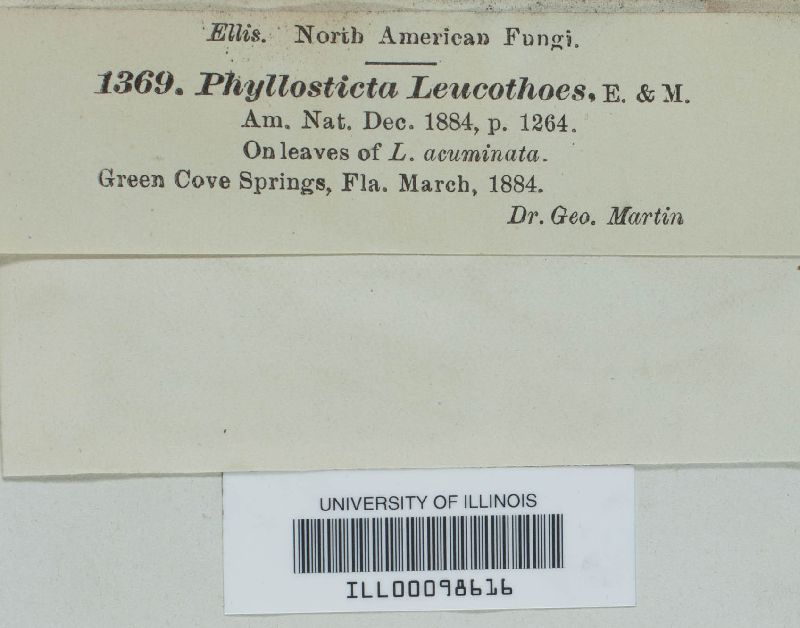 Ellis. North American Fungi.
1369. Phyllosticta Leucothoes, E. & M.
Am. Nat. Dec. 1884, p. 1264.
On leaves of L. acuminata.
Green Cove Springs, Fla. March, 1884.
Dr. Geo. Martin
UNIVERSITY OF ILLINOIS
ILL00098616